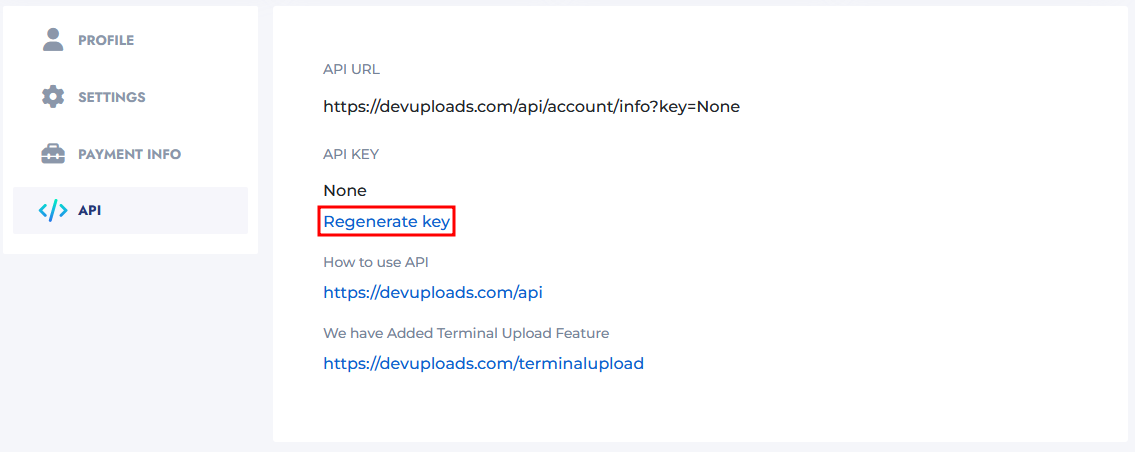 PROFILE
SETTINGS
PAYMENT INFO
API
API URL
https://devuploads.com/api/account/info?key=None
API KEY
None
Regenerate key
How to use API
https://devuploads.com/api
We have Added Terminal Upload Feature
https://devuploads.com/terminalupload